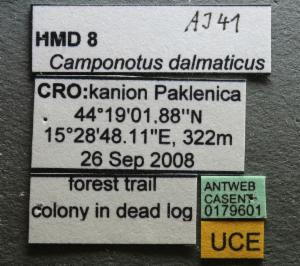 AJ41
HMD 8
Camponotus dalmaticus
CRO:kanion Paklenica
44°19'01.88''N
15°28'48.11''E, 322m
26 Sep 2008
forest trail
colony in dead log
ANTWEB
CASENT
0179601
UCE